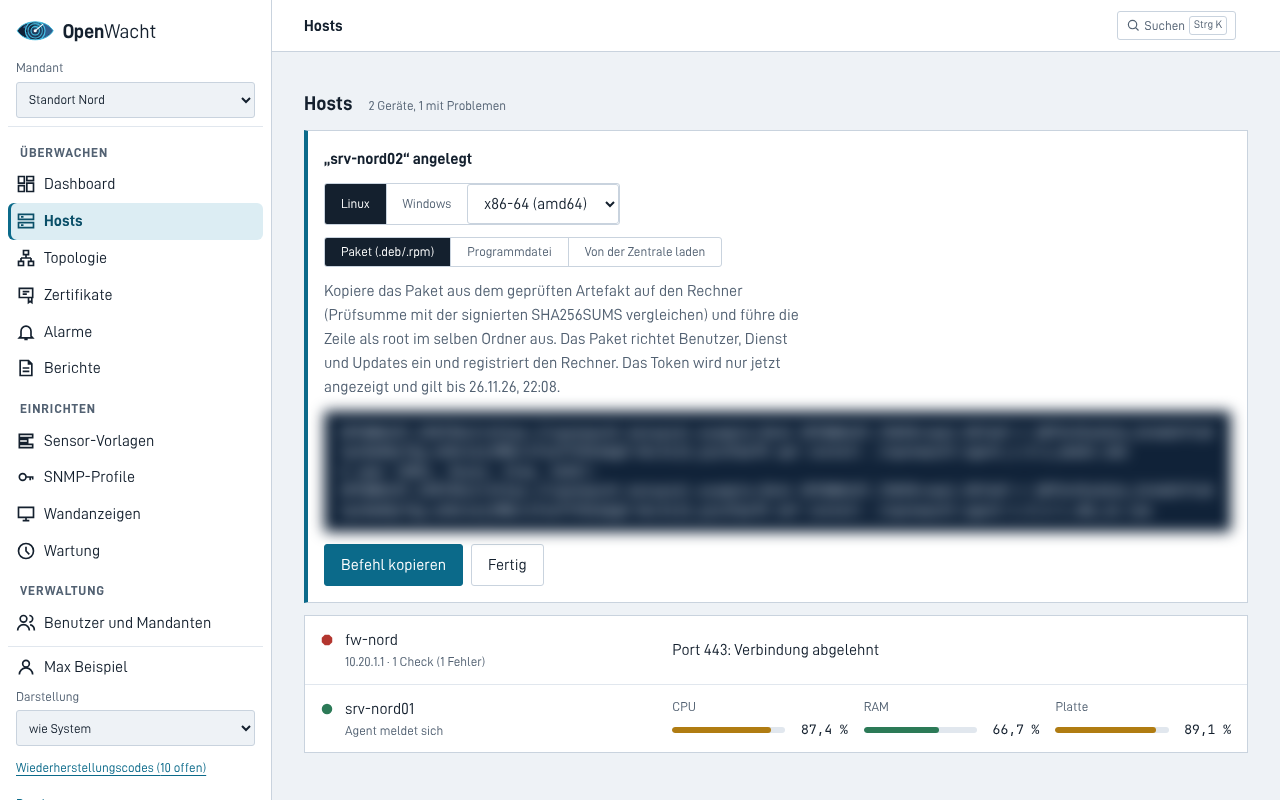 OpenWacht
Mandant
Standort Nord
ÜBERWACHEN
Dashboard
Hosts
Topologie
Zertifikate
Alarme
Berichte
EINRICHTEN
Sensor-Vorlagen
SNMP-Profile
Wandanzeigen
Wartung
VERWALTUNG
Benutzer und Mandanten
Max Beispiel
Darstellung
wie System
Wiederherstellungscodes (10 offen)
Hosts
Suchen Strg K
Hosts 2 Geräte, 1 mit Problemen
„srv-nord02“ angelegt
Linux Windows x86-64 (amd64)
Paket (.deb/.rpm) Programmdatei Von der Zentrale laden
Kopiere das Paket aus dem geprüften Artefakt auf den Rechner
(Prüfsumme mit der signierten SHA256SUMS vergleichen) und führe die
Zeile als root im selben Ordner aus. Das Paket richtet Benutzer, Dienst
und Updates ein und registriert den Rechner. Das Token wird nur jetzt
angezeigt und gilt bis 26.11.26, 22:08.
Befehl kopieren Fertig
fw-nord
10.20.1.1 · 1 Check (1 Fehler)
Port 443: Verbindung abgelehnt
srv-nord01
Agent meldet sich
CPU RAM Platte
87,4 % 66,7 % 89,1 %